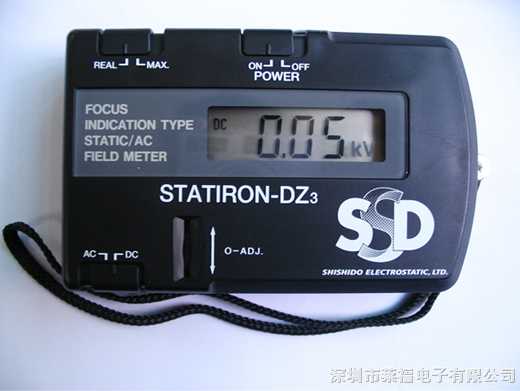 REAL MAX.
ON OFF
POWER
FOCUS
INDICATION TYPE
STATIC/AC
FIELD METER
DC 0.05 kV
STATIRON-DZ3
AC DC
O-ADJ.
SSD
SHISHIDO ELECTROSTATIC, LTD.
深圳市莱福电子有限公司